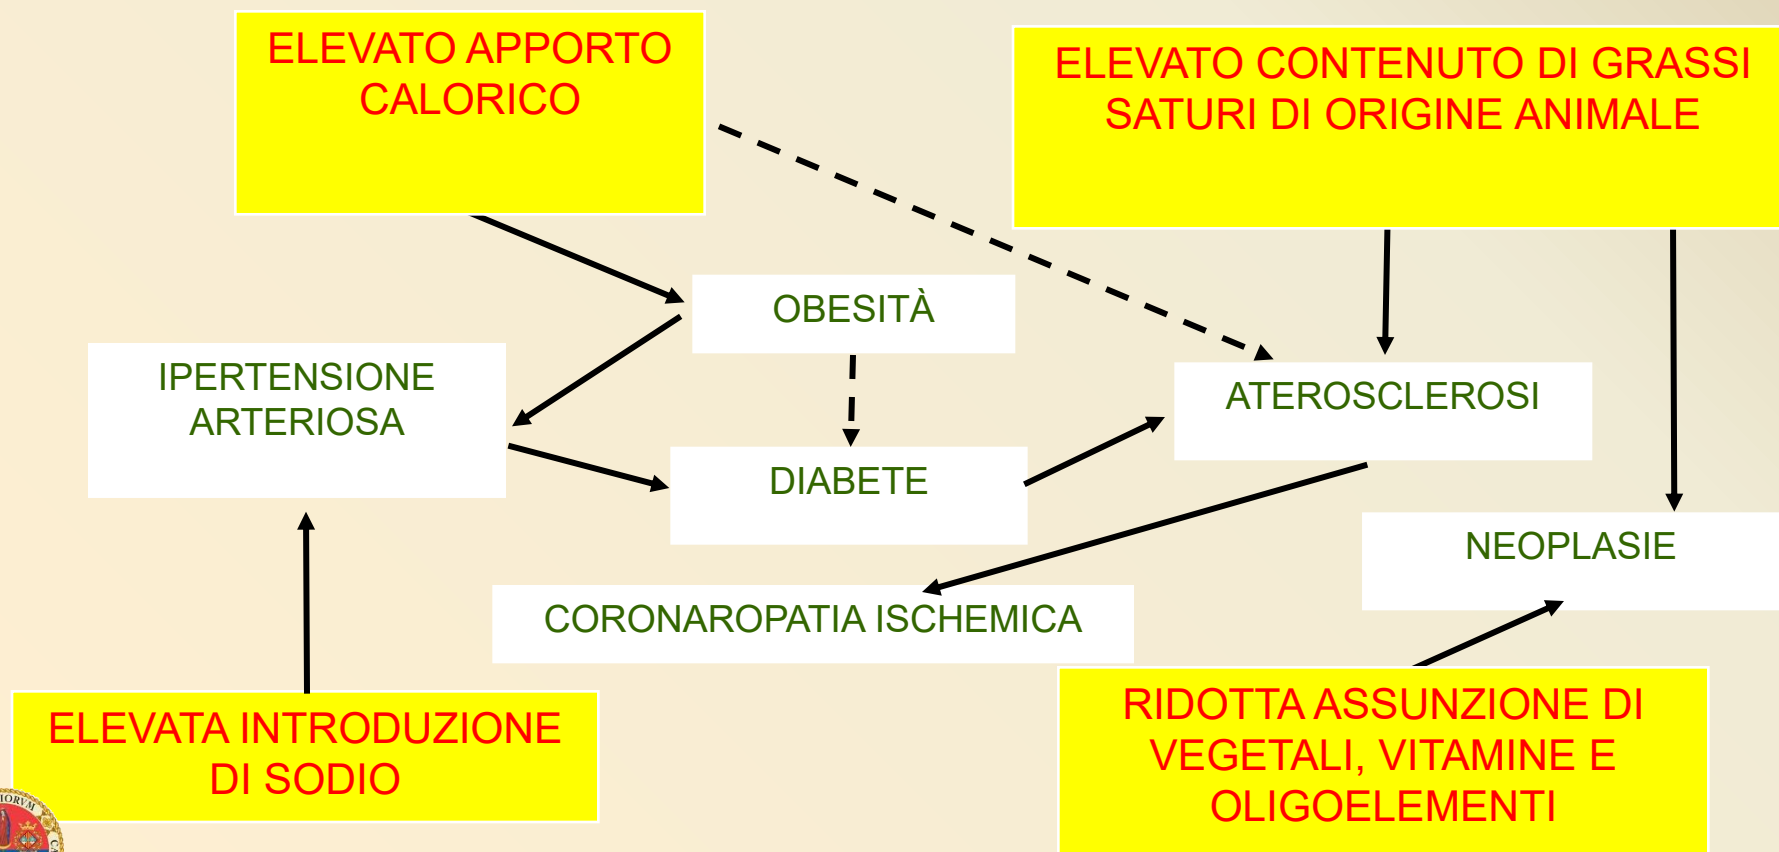 ELEVATO APPORTO
CALORICO
ELEVATO CONTENUTO DI GRASSI
SATURI DI ORIGINE ANIMALE
OBESITÀ
IPERTENSIONE
ARTERIOSA
ATEROSCLEROSI
DIABETE
NEOPLASIE
CORONAROPATIA ISCHEMICA
ELEVATA INTRODUZIONE
DI SODIO
RIDOTTA ASSUNZIONE DI
VEGETALI, VITAMINE E
OLIGOELEMENTI